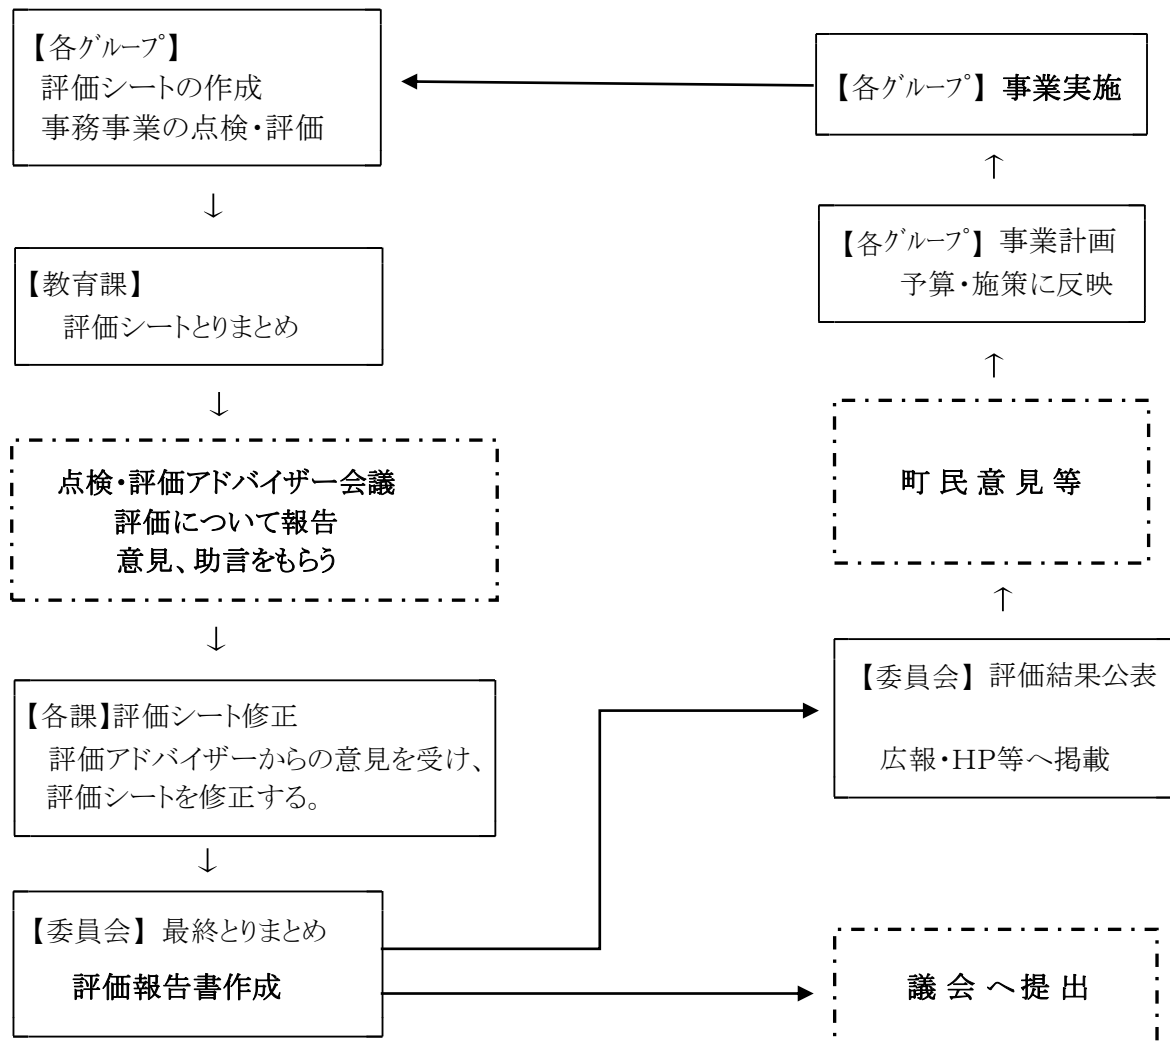 【各グループ】
評価シートの作成
事務事業の点検・評価
↓
【教育課】
評価シートとりまとめ
↓
点検・評価アドバイザー会議
評価について報告
意見、助言をもらう
↓
【各課】評価シート修正
評価アドバイザーからの意見を受け、
評価シートを修正する。
↓
【委員会】 最終とりまとめ
評価報告書作成
【各グループ】 事業実施
↑
【各グループ】 事業計画
予算・施策に反映
↑
町 民 意 見 等
↑
【委員会】 評価結果公表
広報・HP等へ掲載
議 会 へ 提 出